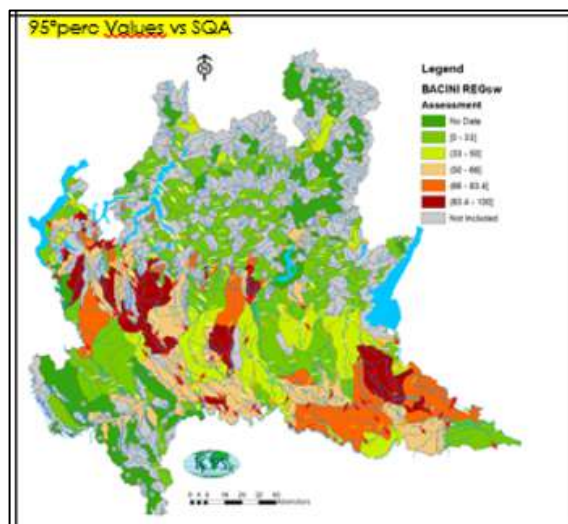 95°perc Values vs SQA
Legend
BACINI REGsw
Assessment
No Data
[0 - 33]
(33 - 50]
(50 - 66]
(66 - 83.4]
(83.4 - 100]
Not Included
Kilometers